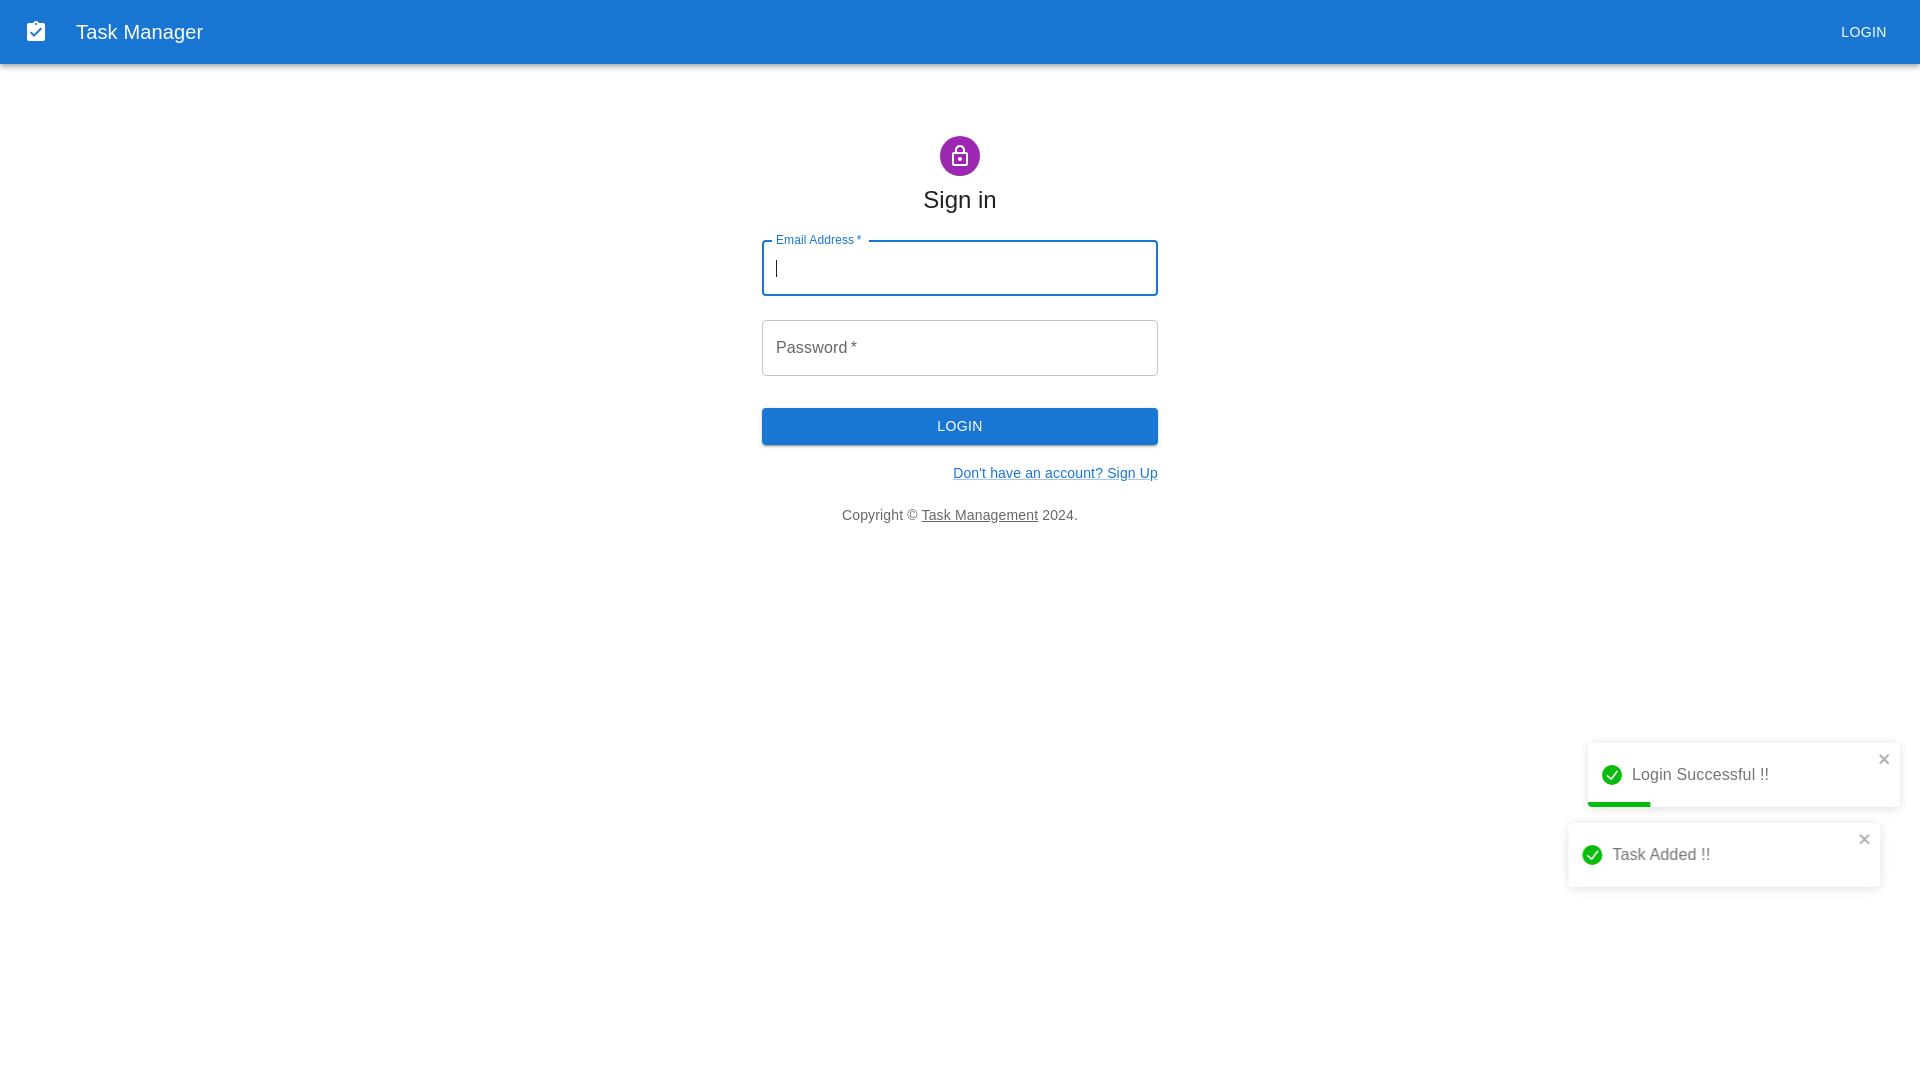 Task Manager
LOGIN
Sign in
Email Address *
Password *
LOGIN
Don't have an account? Sign Up
Copyright © Task Management 2024.
Login Successful !!
Task Added !!